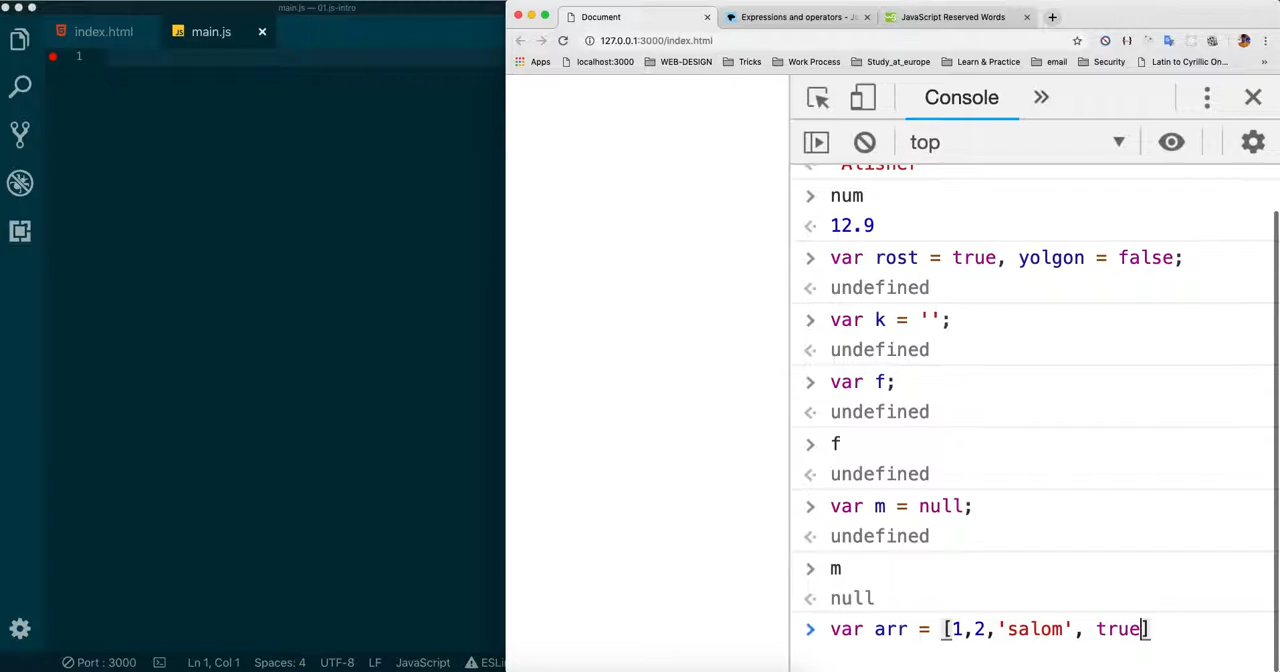 main.js — 01.js-intro
index.html
main.js
1
Document
Expressions and operators - Ja
JavaScript Reserved Words
127.0.0.1:3000/index.html
Apps
localhost:3000
WEB-DESIGN
Tricks
Work Process
Study_at_europe
Learn & Practice
email
Security
Latin to Cyrillic On...
Console
top
Alisher
num
12.9
var rost = true, yolgon = false;
undefined
var k = '';
undefined
var f;
undefined
f
undefined
var m = null;
undefined
m
null
var arr = [1,2,'salom', true]
Port : 3000
Ln 1, Col 1
Spaces: 4
UTF-8
LF
JavaScript
ESLi